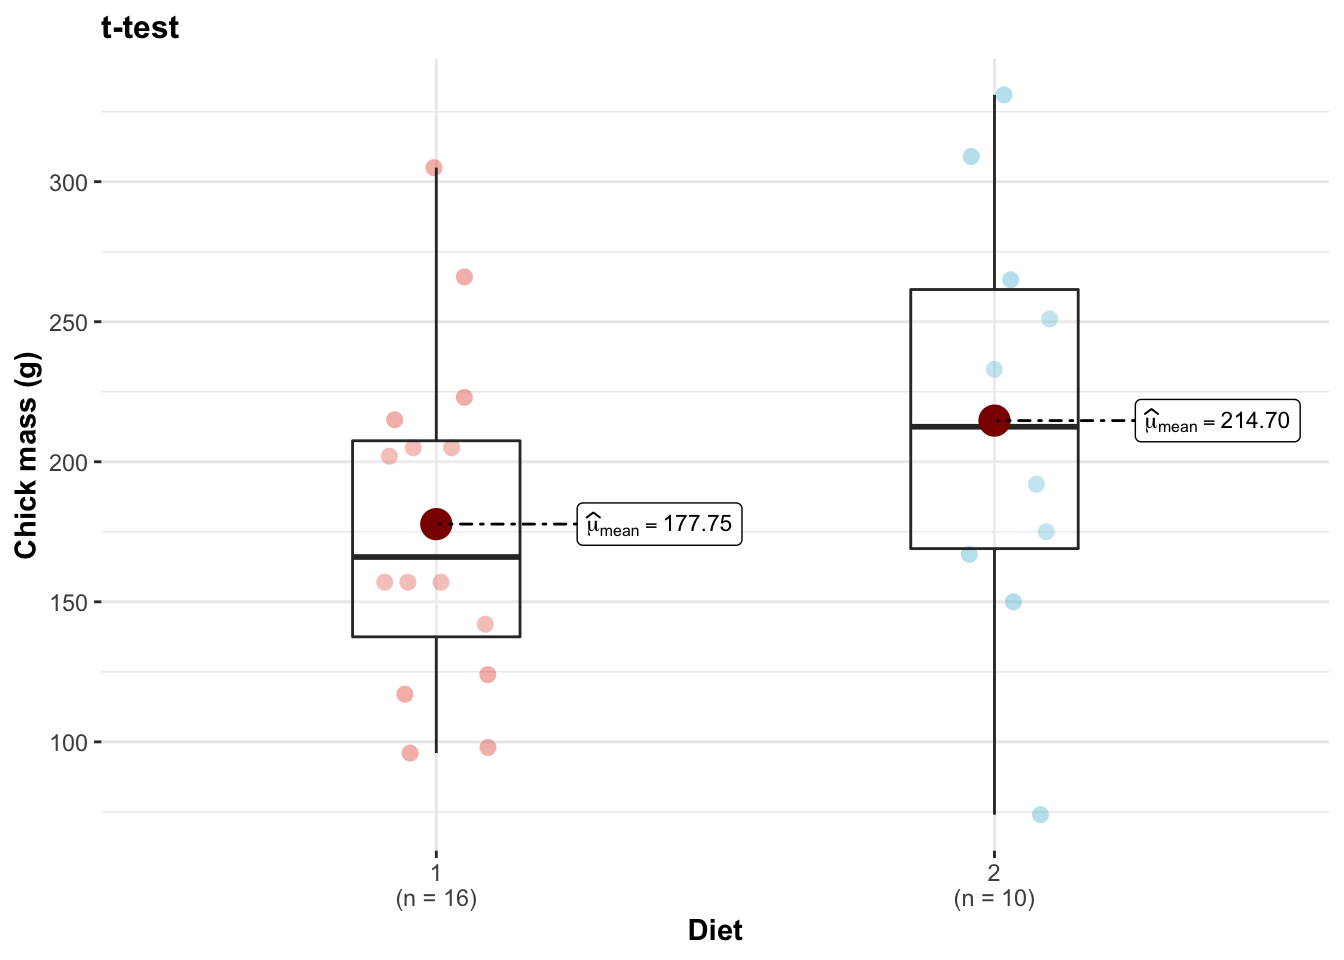 t-test
Chick mass (g)
300
250
200
150
100
μ̂mean = 177.75
μ̂mean = 214.70
1
(n = 16)
2
(n = 10)
Diet